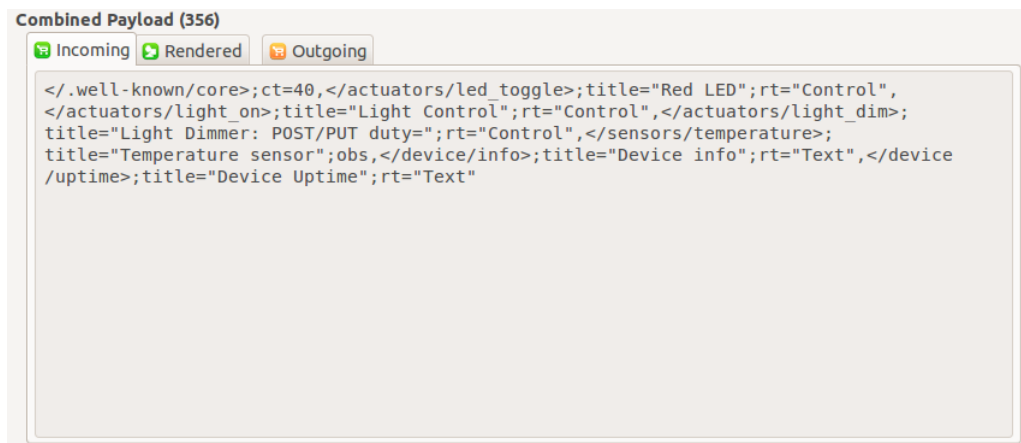 Combined Payload (356)
Incoming Rendered Outgoing
</.well-known/core>;ct=40,</actuators/led_toggle>;title="Red LED";rt="Control",
</actuators/light_on>;title="Light Control";rt="Control",</actuators/light_dim>;
title="Light Dimmer: POST/PUT duty=";rt="Control",</sensors/temperature>;
title="Temperature sensor";obs,</device/info>;title="Device info";rt="Text",</device
/uptime>;title="Device Uptime";rt="Text"